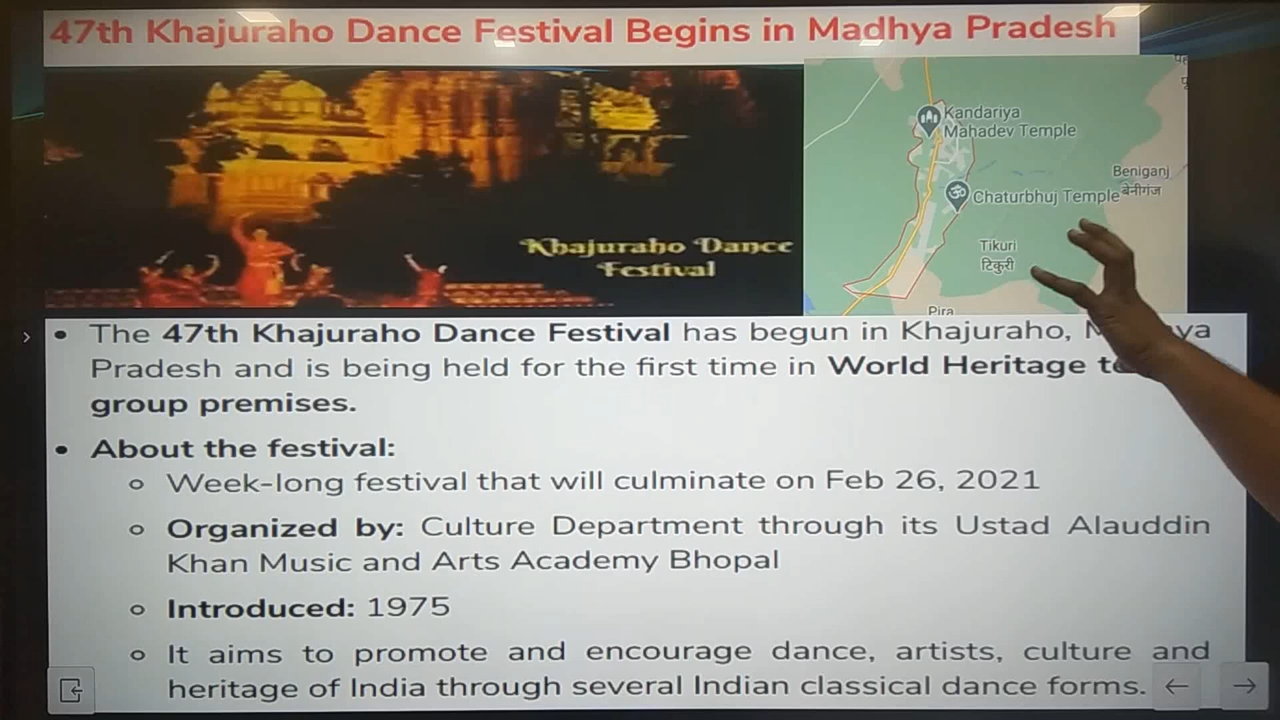 47th Khajuraho Dance Festival Begins in Madhya Pradesh
Khajuraho Dance
Festival
Kandariya
Mahadev Temple
Beniganj
बेनीगंज
Chaturbhuj Temple
Tikuri
टिकुरी
Pira
• The 47th Khajuraho Dance Festival has begun in Khajuraho,
Pradesh and is being held for the first time in World Heritage
group premises.
• About the festival:
Week-long festival that will culminate on Feb 26, 2021
Organized by: Culture Department through its Ustad Alauddin
Khan Music and Arts Academy Bhopal
Introduced: 1975
It aims to promote and encourage dance, artists, culture and
heritage of India through several Indian classical dance forms.